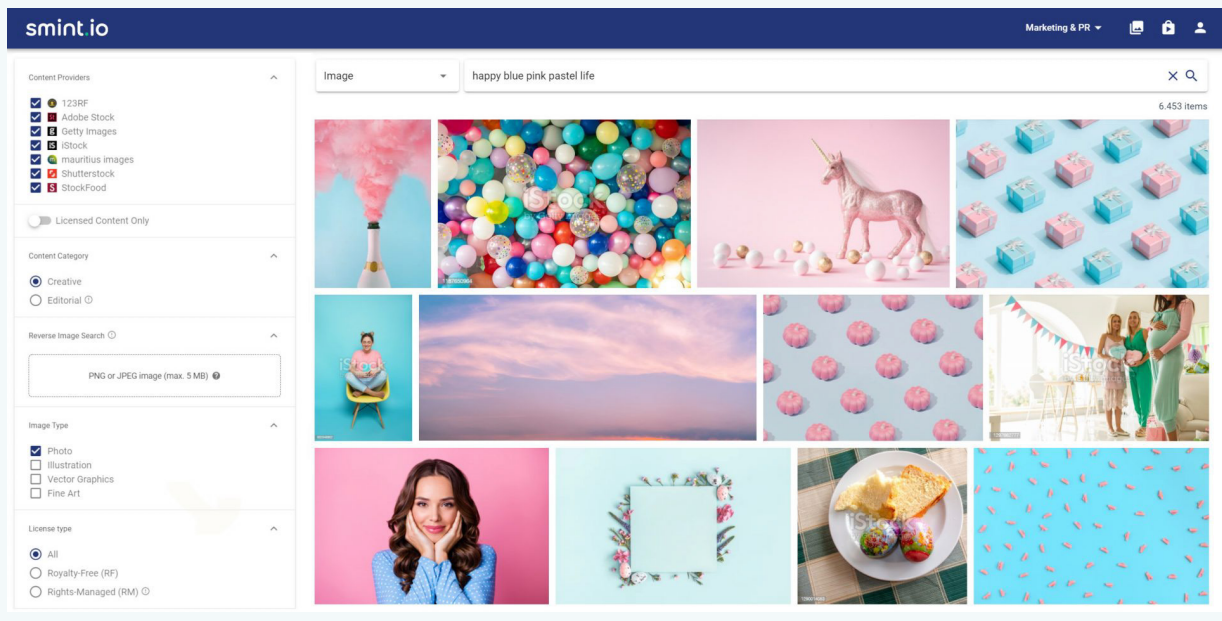 smint.io
Marketing & PR
Content Providers
123RF
Adobe Stock
Getty Images
iStock
mauritius images
Shutterstock
StockFood
Licensed Content Only
Content Category
Creative
Editorial
Reverse Image Search
PNG or JPEG image (max. 5 MB)
Image Type
Photo
Illustration
Vector Graphics
Fine Art
License type
All
Royalty-Free (RF)
Rights-Managed (RM)
Image
happy blue pink pastel life
6.453 items
iStock
iStock
iStock
iStock